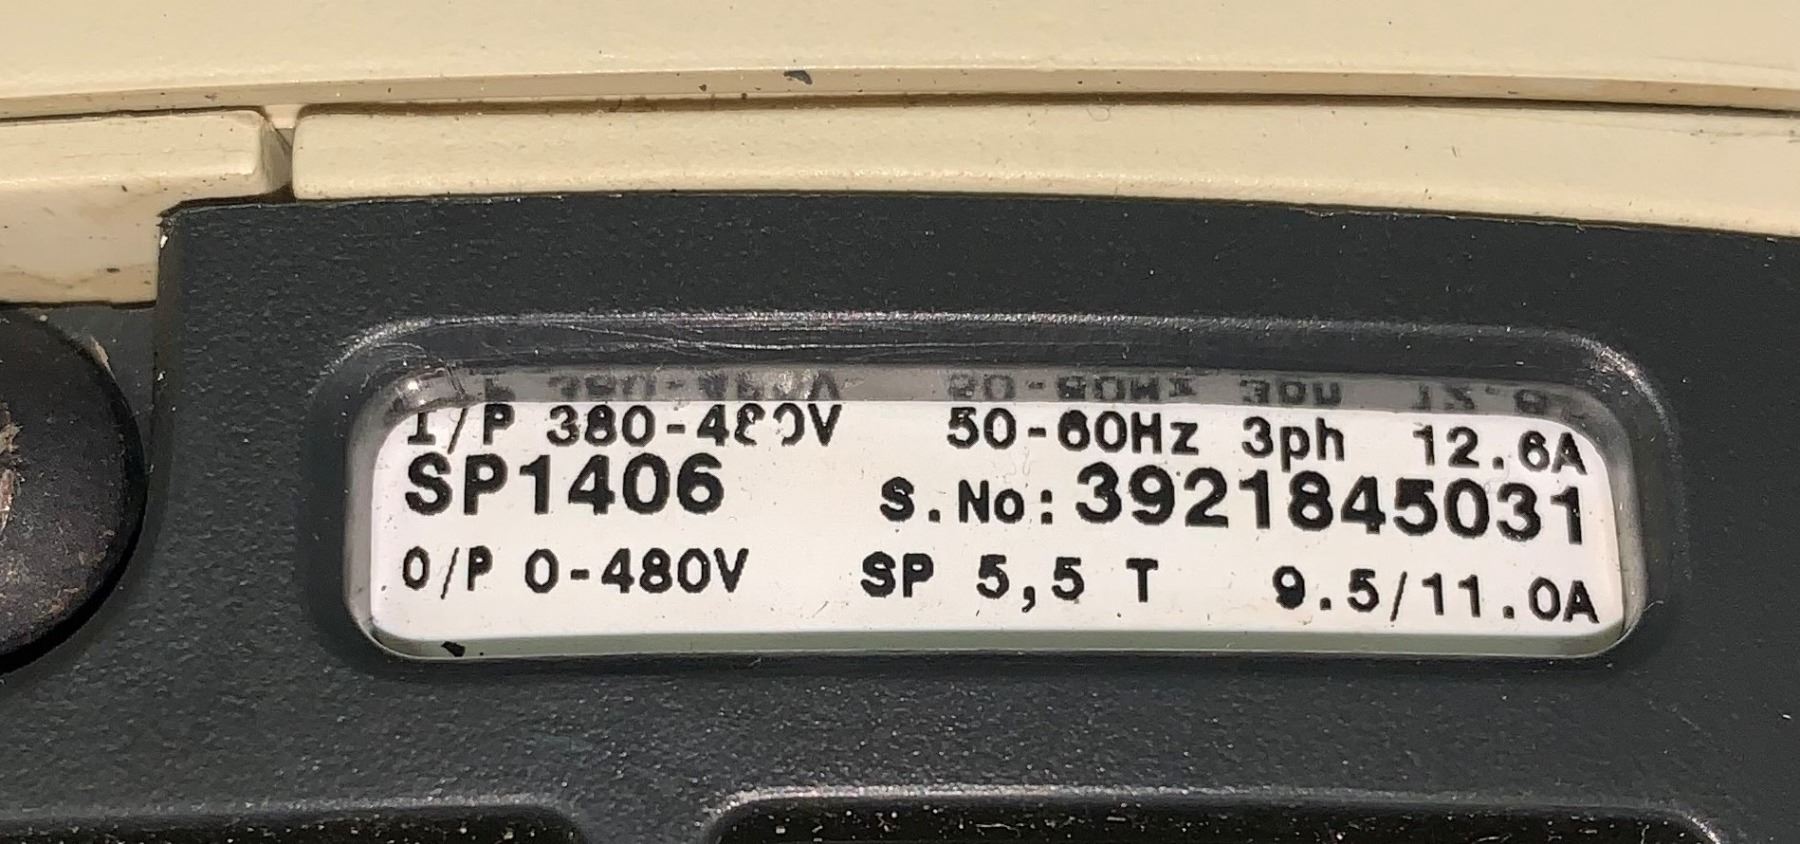 I/P 380-480V 50-60Hz 3ph 12.6A
SP1406 S.No: 3921845031
O/P 0-480V SP 5,5 T 9.5/11.0A